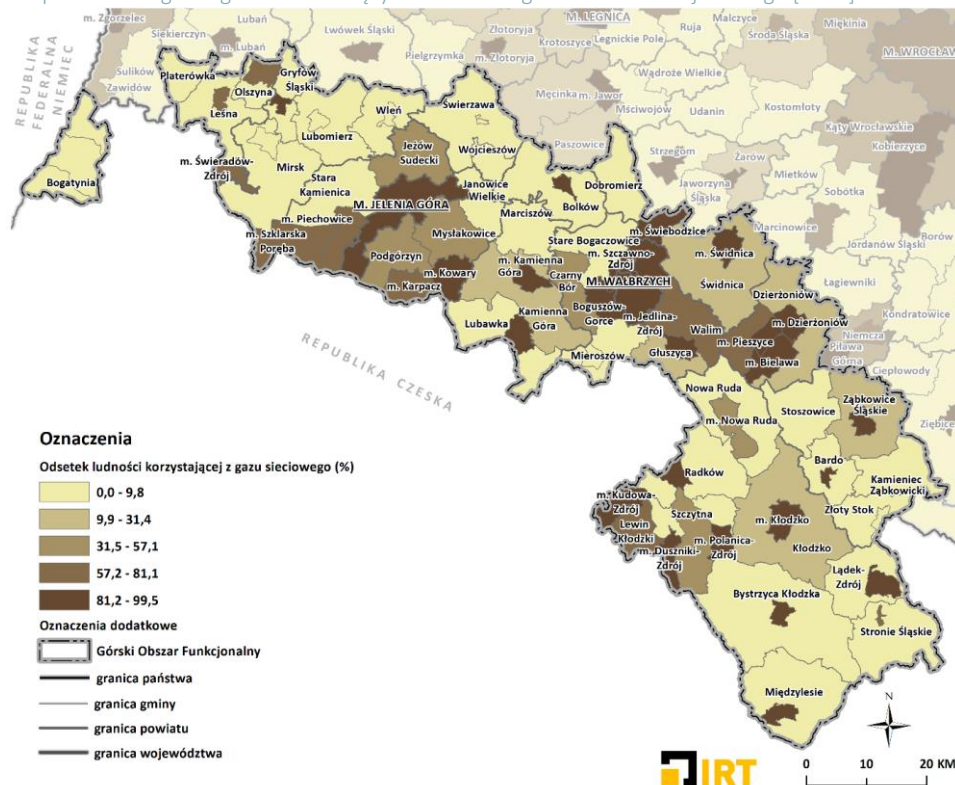 M. LEGNICA
m. Zgorzelec
Lubań
m. Lubań
Siekierczyn
Lwówek Śląski
Pielgrzymka
Złotoryja
m. Złotoryja
Krotoszyce
Legnickie Pole
Ruja
Malczyce
Środa Śląska
Miękinia
M. WROCŁAW
REPUBLIKA
FEDERALNA
NIEMIEC
Sulików
Zawidów
Męcinka
m. Jawor
Mściwojów
Wądroże Wielkie
Udanin
Kostomłoty
Kąty Wrocławskie
Kobierzyce
Paszowice
Strzegom
Żarów
Mietków
Sobótka
Jaworzyna
Śląska
Marcinowice
Jordanów Śląski
Borów
Łagiewniki
Kondratowice
Niemcza
Piława
Górna
Ciepłowody
Ziębice
Platerówka
Olszyna
Gryfów
Śląski
Leśna
Wleń
Świerzawa
Lubomierz
Wojcieszów
Jeżów
Sudecki
Mirsk
m. Świeradów-
Zdrój
Stara
Kamienica
Janowice
Wielkie
Bogatynia
Bolków
Dobromierz
Marciszów
M. JELENIA GÓRA
m. Piechowice
m. Szklarska
Poręba
Mysłakowice
Podgórzyn
Stare Bogaczowice
m. Świebodzice
m. Szczawno-
Zdrój
m. Świdnica
Świdnica
m. Kowary
m. Karpacz
m. Kamienna
Góra
Czarny
Bór
M. WAŁBRZYCH
Dzierżoniów
m. Dzierżoniów
Kamienna
Góra
Boguszów-
Gorce
m. Jedlina-
Zdrój
Walim
m. Pieszyce
m. Bielawa
Lubawka
Mieroszów
Głuszyca
REPUBLIKA CZESKA
Nowa Ruda
m. Nowa Ruda
Stoszowice
Ząbkowice
Śląskie
Bardo
Kamieniec
Ząbkowicki
Radków
Złoty Stok
m. Kudowa-
Zdrój
Szczytna
Lewin
Kłodzki
m. Polanica-
Zdrój
m. Duszniki-
Zdrój
m. Kłodzko
Kłodzko
Lądek-
Zdrój
Bystrzyca Kłodzka
Stronie Śląskie
Międzylesie
Oznaczenia
Odsetek ludności korzystającej z gazu sieciowego (%)
0,0 - 9,8
9,9 - 31,4
31,5 - 57,1
57,2 - 81,1
81,2 - 99,5
Oznaczenia dodatkowe
Górski Obszar Funkcjonalny
granica państwa
granica gminy
granica powiatu
granica województwa
N
IRT
0 10 20 KM